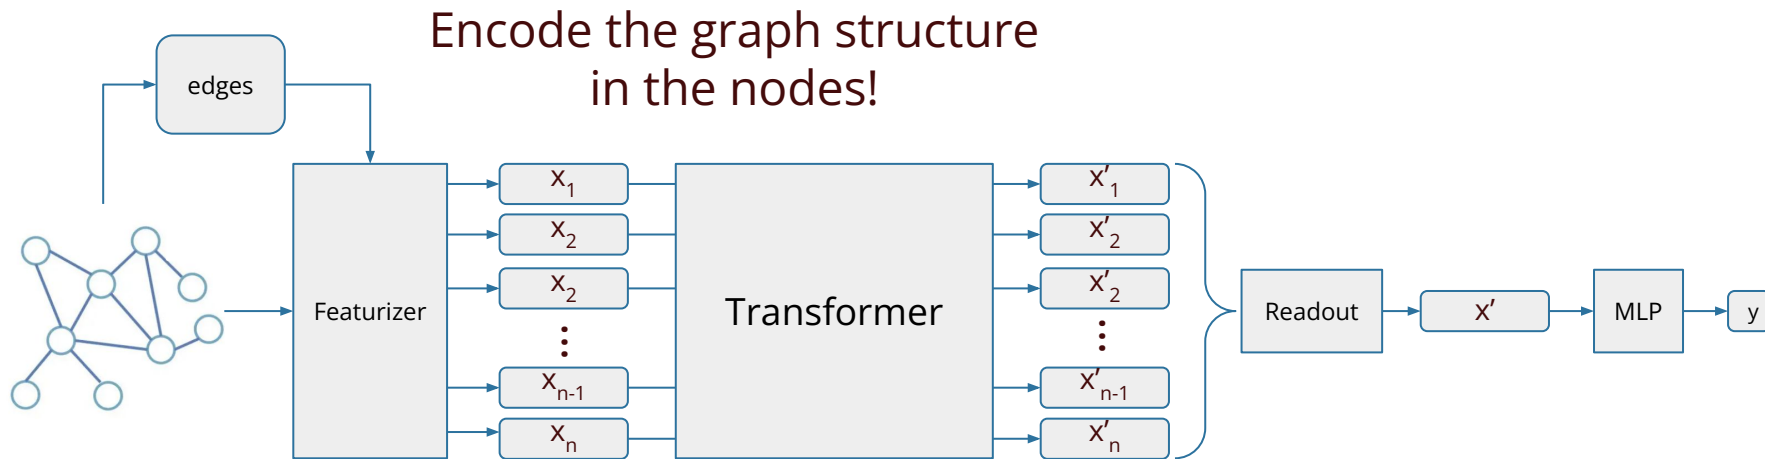 Encode the graph structure
in the nodes!
edges
Featurizer
x₁
x₂
x₂
⋮
xₙ₋₁
xₙ
Transformer
x′₁
x′₂
x′₂
⋮
x′ₙ₋₁
x′ₙ
Readout
x′
MLP
y